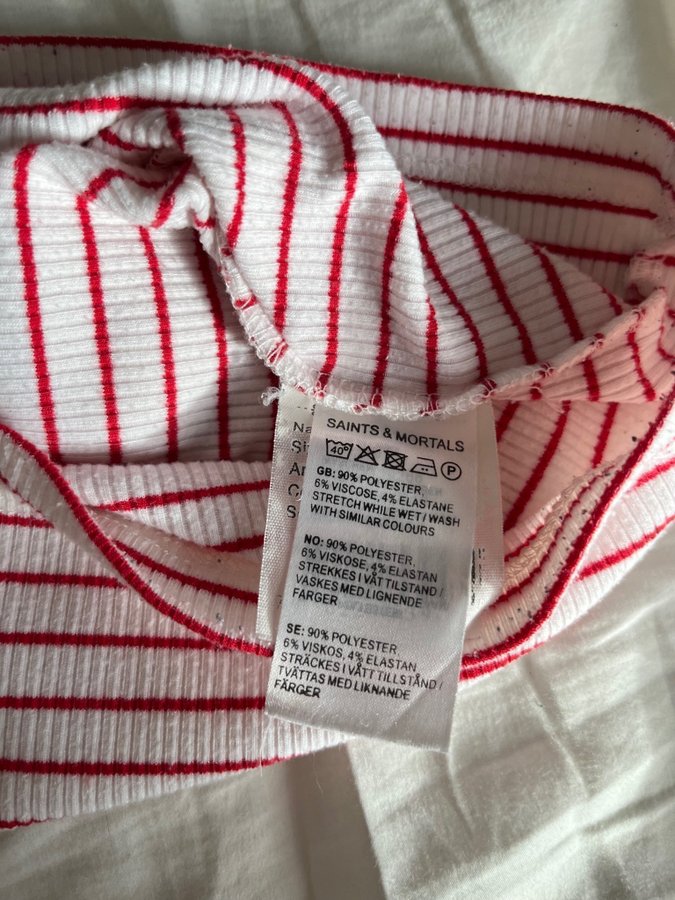 SAINTS & MORTALS
40°
P
GB: 90% POLYESTER,
6% VISCOSE, 4% ELASTANE
STRETCH WHILE WET / WASH
WITH SIMILAR COLOURS
NO: 90% POLYESTER,
6% VISCOSE, 4% ELASTAN
STREKKES I VÅT TILSTAND /
VASKES MED LIGNENDE
FARGER
SE: 90% POLYESTER
6% VISKOS, 4% ELASTAN
STRÄCKES I VÅTT TILLSTÅND /
TVÄTTAS MED LIKNANDE
FÄRGER